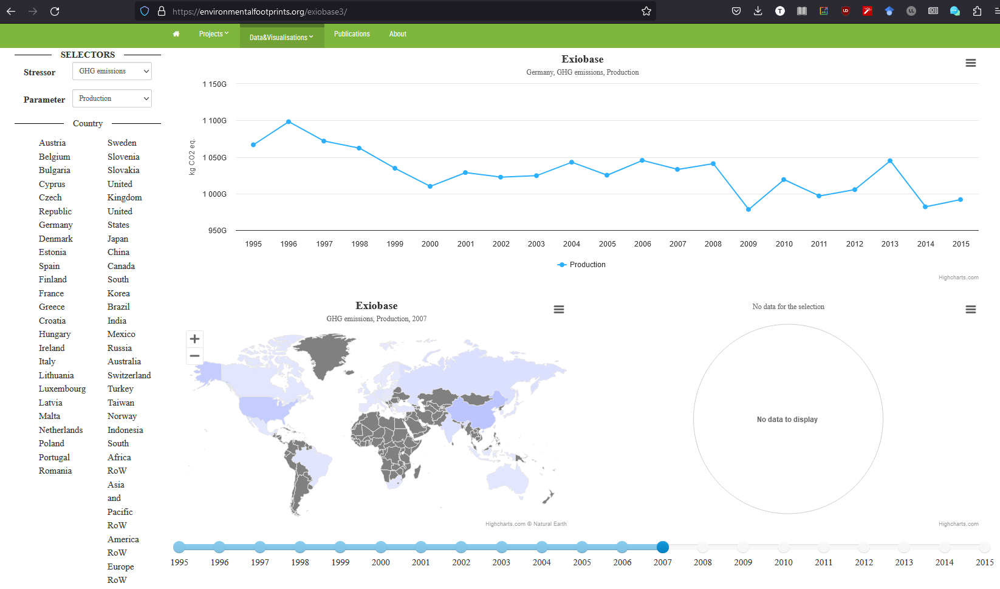 https://environmentalfootprints.org/exiobase3/
Projects
Data&Visualisations
Publications
About
SELECTORS
Stressor
GHG emissions
Parameter
Production
Country
Austria
Belgium
Bulgaria
Cyprus
Czech
Republic
Germany
Denmark
Estonia
Spain
Finland
France
Greece
Croatia
Hungary
Ireland
Italy
Lithuania
Luxembourg
Latvia
Malta
Netherlands
Poland
Portugal
Romania
Sweden
Slovenia
Slovakia
United
Kingdom
United
States
Japan
China
Canada
South
Korea
Brazil
India
Mexico
Russia
Australia
Switzerland
Turkey
Taiwan
Norway
Indonesia
South
Africa
RoW
Asia
and
Pacific
RoW
America
RoW
Europe
RoW
Exiobase
Germany, GHG emissions, Production
kg CO2 eq.
1 150G
1 100G
1 050G
1 000G
950G
1995 1996 1997 1998 1999 2000 2001 2002 2003 2004 2005 2006 2007 2008 2009 2010 2011 2012 2013 2014 2015
Production
Highcharts.com
Exiobase
GHG emissions, Production, 2007
+
−
Highcharts.com © Natural Earth
No data for the selection
No data to display
Highcharts.com
1995 1996 1997 1998 1999 2000 2001 2002 2003 2004 2005 2006 2007 2008 2009 2010 2011 2012 2013 2014 2015